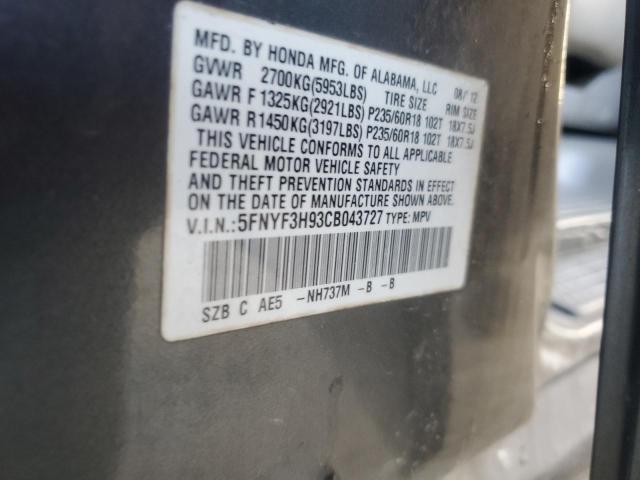 MFD. BY HONDA MFG. OF ALABAMA, LLC 08/'12
GVWR 2700KG(5953LBS) TIRE SIZE RIM SIZE
GAWR F 1325KG(2921LBS) P235/60R18 102T 18X7.5J
GAWR R 1450KG(3197LBS) P235/60R18 102T 18X7.5J
THIS VEHICLE CONFORMS TO ALL APPLICABLE
FEDERAL MOTOR VEHICLE SAFETY
AND THEFT PREVENTION STANDARDS IN EFFECT
ON THE DATE OF MANUFACTURE SHOWN ABOVE.
V.I.N.:5FNYF3H93CB043727 TYPE: MPV
SZB C AE5 -NH737M -B -B